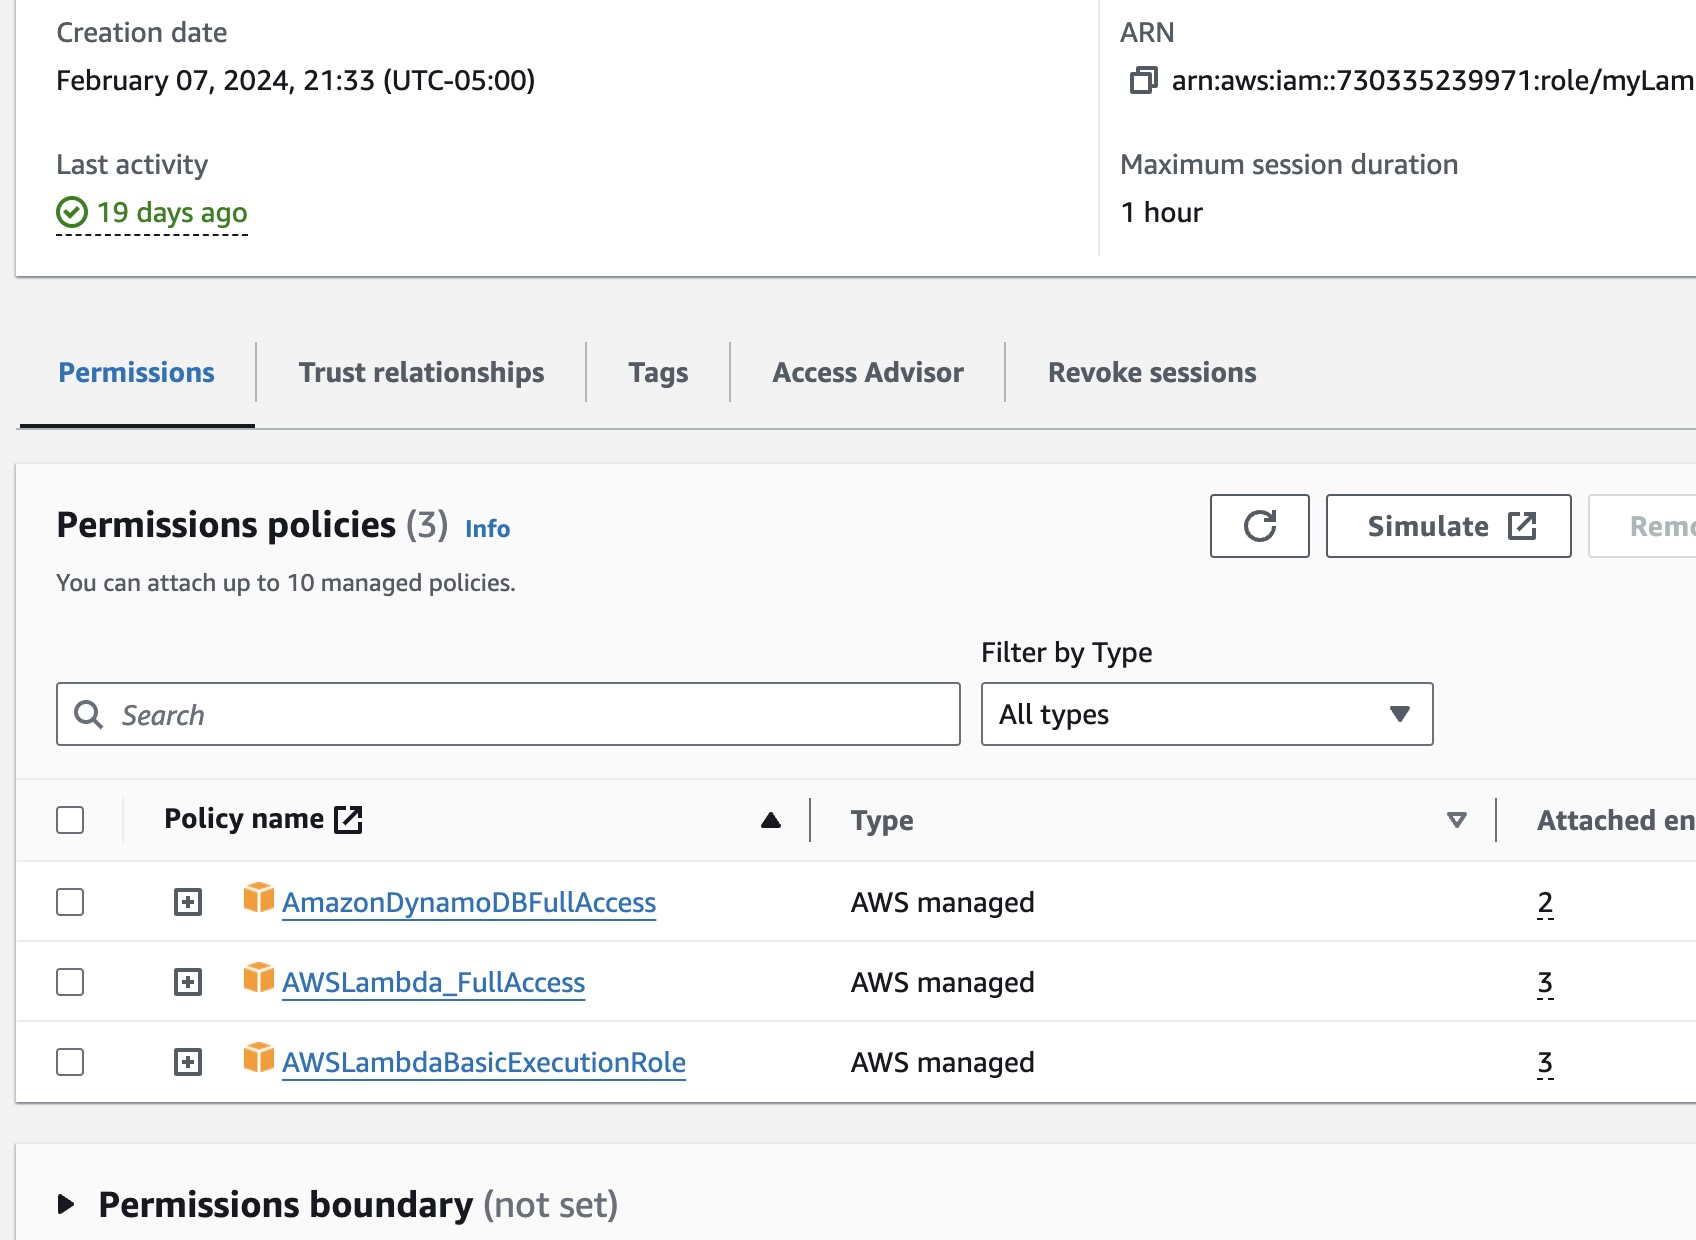 Creation date
February 07, 2024, 21:33 (UTC-05:00)
ARN
arn:aws:iam::730335239971:role/myLam
Last activity
19 days ago
Maximum session duration
1 hour
Permissions
Trust relationships
Tags
Access Advisor
Revoke sessions
Permissions policies (3) Info
You can attach up to 10 managed policies.
Simulate
Remo
Filter by Type
Search
All types
Policy name
Type
Attached en
AmazonDynamoDBFullAccess
AWS managed
2
AWSLambda_FullAccess
AWS managed
3
AWSLambdaBasicExecutionRole
AWS managed
3
Permissions boundary (not set)